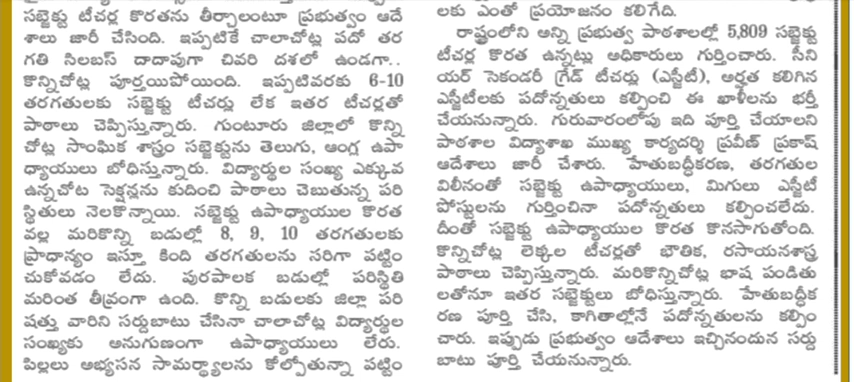 సబ్జెక్టు టీచర్ల కొరతను తీర్చాలంటూ ప్రభుత్వం ఆదే
శాలు జారీ చేసింది. ఇప్పటికే చాలాచోట్ల పదో తర
గతి సిలబస్ దాదాపుగా చివరి దశలో ఉండగా..
కొన్నిచోట్ల పూర్తయిపోయింది. ఇప్పటివరకు 6-10
తరగతులకు సబ్జెక్టు టీచర్లు లేక ఇతర టీచర్లతో
పాఠాలు చెప్పిస్తున్నారు. గుంటూరు జిల్లాలో కొన్ని
చోట్ల సాంఘిక శాస్త్రం సబ్జెక్టును తెలుగు, ఆంగ్ల ఉపా
ధ్యాయులు బోధిస్తున్నారు. విద్యార్థుల సంఖ్య ఎక్కువ
ఉన్నచోట సెక్షన్లను కుదించి పాఠాలు చెబుతున్న పరి
స్థితులు నెలకొన్నాయి. సబ్జెక్టు ఉపాధ్యాయుల కొరత
వల్ల మరికొన్ని బడుల్లో 8, 9, 10 తరగతులకు
ప్రాధాన్యం ఇస్తూ కింది తరగతులను సరిగా పట్టిం
చుకోవడం లేదు. పురపాలక బడుల్లో పరిస్థితి
మరింత తీవ్రంగా ఉంది. కొన్ని బడులకు జిల్లా పరి
షత్తు వారిని సర్దుబాటు చేసినా చాలాచోట్ల విద్యార్థుల
సంఖ్యకు అనుగుణంగా ఉపాధ్యాయులు లేరు.
పిల్లలు అభ్యసన సామర్థ్యాలను కోల్పోతున్నా పట్టిం
లకు ఎంతో ప్రయోజనం కలిగేది.
రాష్ట్రంలోని అన్ని ప్రభుత్వ పాఠశాలల్లో 5,809 సబ్జెక్టు
టీచర్ల కొరత ఉన్నట్లు అధికారులు గుర్తించారు. సీని
యర్ సెకండరీ గ్రేడ్ టీచర్లు (ఎస్జీటీ), అర్హత కలిగిన
ఎస్జీటీలకు పదోన్నతులు కల్పించి ఈ ఖాళీలను భర్తీ
చేయనున్నారు. గురువారంలోపు ఇది పూర్తి చేయాలని
పాఠశాల విద్యాశాఖ ముఖ్య కార్యదర్శి ప్రవీణ్ ప్రకాష్
ఆదేశాలు జారీ చేశారు. హేతుబద్ధీకరణ, తరగతుల
విలీనంతో సబ్జెక్టు ఉపాధ్యాయులు, మిగులు ఎస్జీటీ
పోస్టులను గుర్తించినా పదోన్నతులు కల్పించలేదు.
దీంతో సబ్జెక్టు ఉపాధ్యాయుల కొరత కొనసాగుతోంది.
కొన్నిచోట్ల లెక్కల టీచర్లతో భౌతిక, రసాయనశాస్త్ర
పాఠాలు చెప్పిస్తున్నారు. మరికొన్నిచోట్ల భాష పండితు
లతోనూ ఇతర సబ్జెక్టులు బోధిస్తున్నారు. హేతుబద్ధీక
రణ పూర్తి చేసి, కాగితాల్లోనే పదోన్నతులను కల్పిం
చారు. ఇప్పుడు ప్రభుత్వం ఆదేశాలు ఇచ్చినందున సర్దు
బాటు పూర్తి చేయనున్నారు.